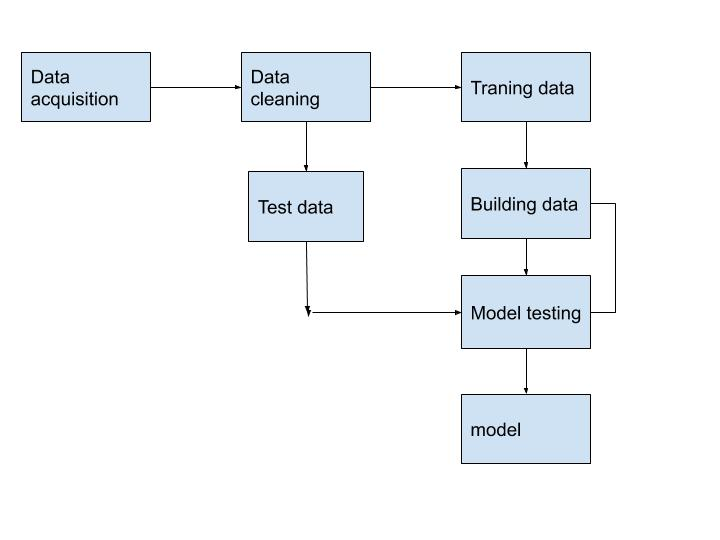 Data
acquisition
Data
cleaning
Traning data
Test data
Building data
Model testing
model